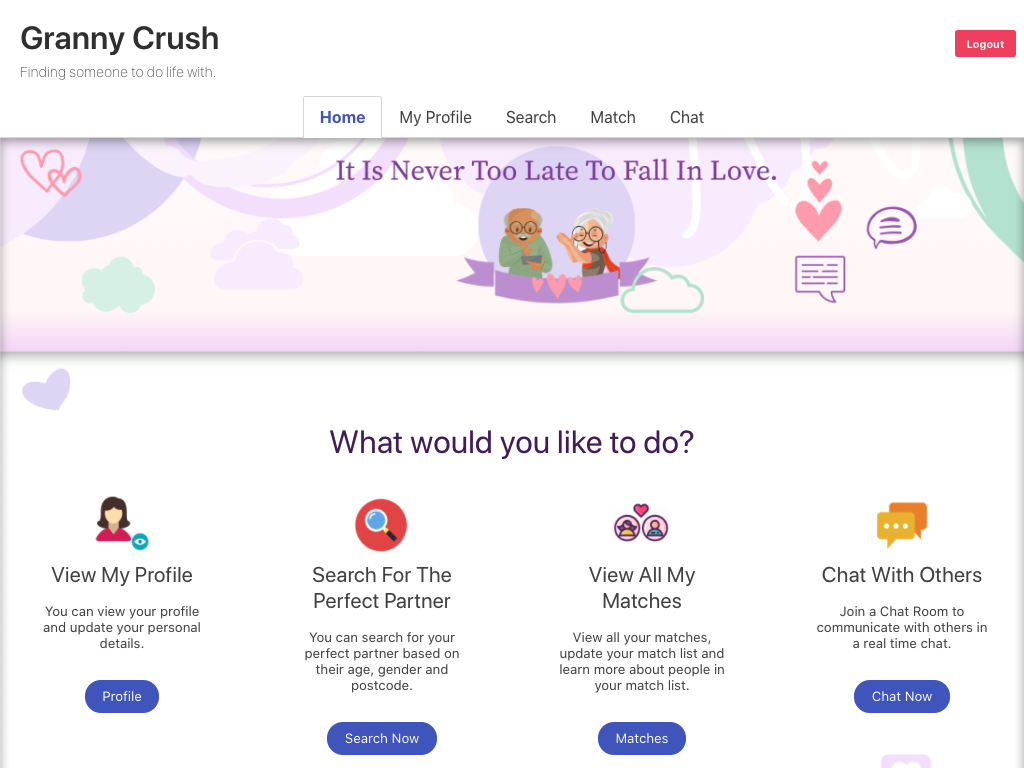 Granny Crush
Logout
Finding someone to do life with.
Home
My Profile
Search
Match
Chat
It Is Never Too Late To Fall In Love.
What would you like to do?
View My Profile
You can view your profile
and update your personal
details.
Profile
Search For The
Perfect Partner
You can search for your
perfect partner based on
their age, gender and
postcode.
Search Now
View All My
Matches
View all your matches,
update your match list and
learn more about people in
your match list.
Matches
Chat With Others
Join a Chat Room to
communicate with others in
a real time chat.
Chat Now